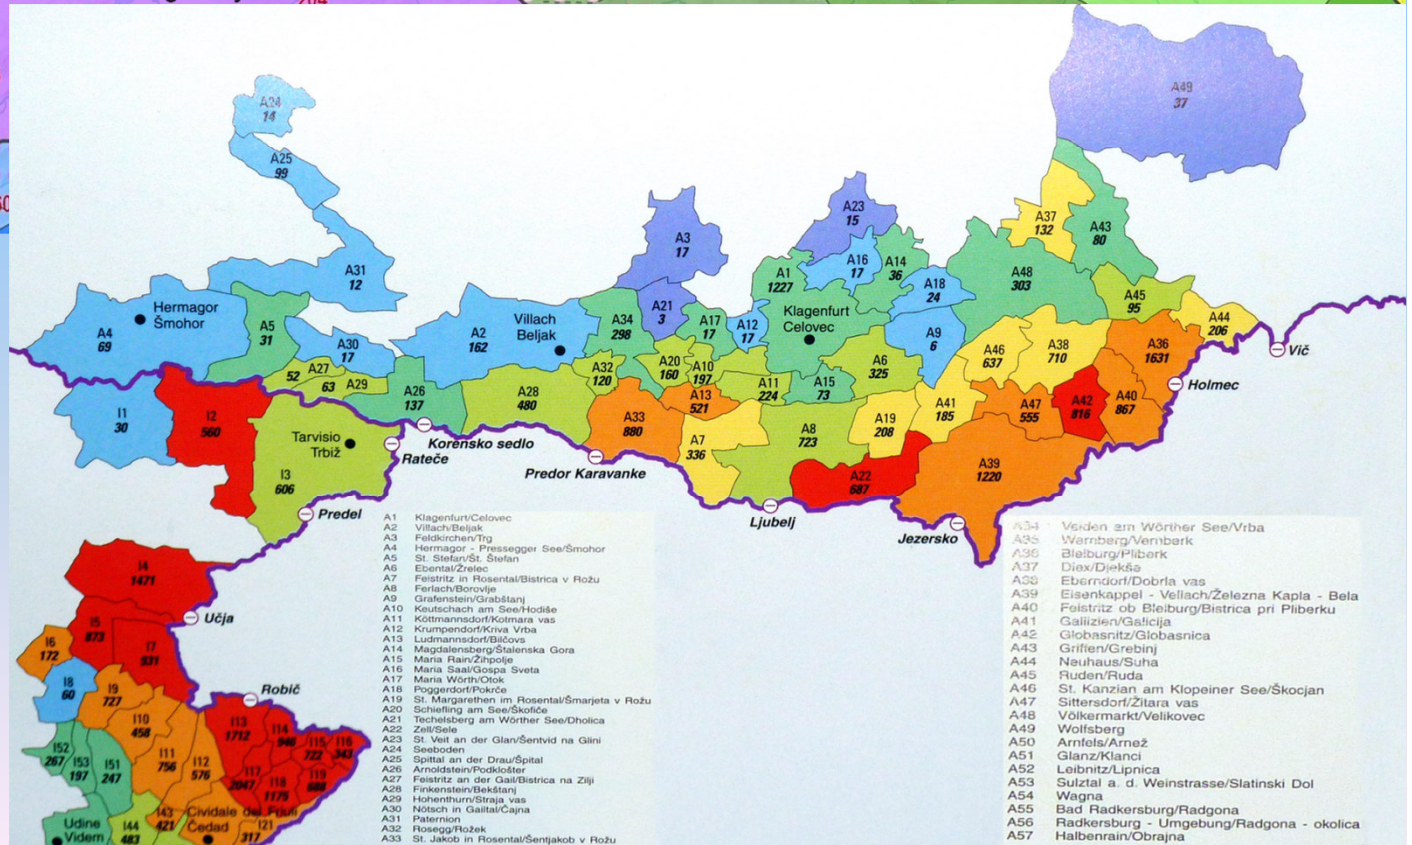 204
A24
14
A25
99
A31
12
A49
37
A23
15
A3
17
A37
132
A43
80
A16
17
A14
36
A1
1227
A48
303
A18
24
A45
95
A44
206
Hermagor
Šmohor
A4
69
A5
31
A30
17
A27
52
63
A29
A2
162
Villach
Beljak
A34
298
A21
3
A17
17
A12
17
Klagenfurt
Celovec
A9
6
A46
637
A38
710
A36
1631
Vič
Holmec
A26
137
A28
480
A32
120
A20
160
A10
197
A13
521
A11
224
A15
73
A6
325
A41
185
A47
555
A42
816
A40
867
I1
30
I2
560
Tarvisio
Trbiž
I3
606
Korensko sedlo
Rateče
Predor Karavanke
A33
880
A7
336
A8
723
A19
208
A22
687
A39
1220
Predel
Ljubelj
Jezersko
I4
1471
Učja
I5
873
I7
931
I6
172
I8
60
I9
727
Robič
I10
458
I11
756
I12
576
I13
1712
I14
946
I15
722
I16
343
I17
2047
I18
1175
I19
688
I52
267
I53
197
I51
247
I43
421
I44
483
Cividale del Friuli
Čedad
I21
317
Udine
Videm
A1 Klagenfurt/Celovec
A2 Villach/Beljak
A3 Feldkirchen/Trg
A4 Hermagor - Pressegger See/Šmohor
A5 St. Stefan/Št. Štefan
A6 Ebental/Žrelec
A7 Feistritz in Rosental/Bistrica v Rožu
A8 Ferlach/Borovlje
A9 Grafenstein/Grabštanj
A10 Keutschach am See/Hodiše
A11 Köttmannsdorf/Kotmara vas
A12 Krumpendorf/Kriva Vrba
A13 Ludmannsdorf/Bilčovs
A14 Magdalensberg/Štalenska Gora
A15 Maria Rain/Žihpolje
A16 Maria Saal/Gospa Sveta
A17 Maria Wörth/Otok
A18 Poggerdorf/Pokrče
A19 St. Margarethen im Rosental/Šmarjeta v Rožu
A20 Schiefling am See/Škofiče
A21 Techelsberg am Wörther See/Dholica
A22 Zell/Sele
A23 St. Veit an der Glan/Šentvid na Glini
A24 Seeboden
A25 Spittal an der Drau/Špital
A26 Arnoldstein/Podklošter
A27 Feistritz an der Gail/Bistrica na Zilji
A28 Finkenstein/Bekštanj
A29 Hohenthurn/Straja vas
A30 Nötsch in Gailtal/Čajna
A31 Paternion
A32 Rosegg/Rožek
A33 St. Jakob in Rosental/Šentjakob v Rožu
A34 Velden am Wörther See/Vrba
A35 Wernberg/Vernberk
A36 Bleiburg/Pliberk
A37 Diex/Djekše
A38 Eberndorf/Dobrla vas
A39 Eisenkappel - Vellach/Železna Kapla - Bela
A40 Feistritz ob Bleiburg/Bistrica pri Pliberku
A41 Gallizien/Galicija
A42 Globasnitz/Globasnica
A43 Griffen/Grebinj
A44 Neuhaus/Suha
A45 Ruden/Ruda
A46 St. Kanzian am Klopeiner See/Škocjan
A47 Sittersdorf/Žitara vas
A48 Völkermarkt/Velikovec
A49 Wolfsberg
A50 Arnfels/Arnež
A51 Glanz/Klanci
A52 Leibnitz/Lipnica
A53 Sulztal a. d. Weinstrasse/Slatinski Dol
A54 Wagna
A55 Bad Radkersburg/Radgona
A56 Radkersburg - Umgebung/Radgona - okolica
A57 Halbenrain/Obrajna